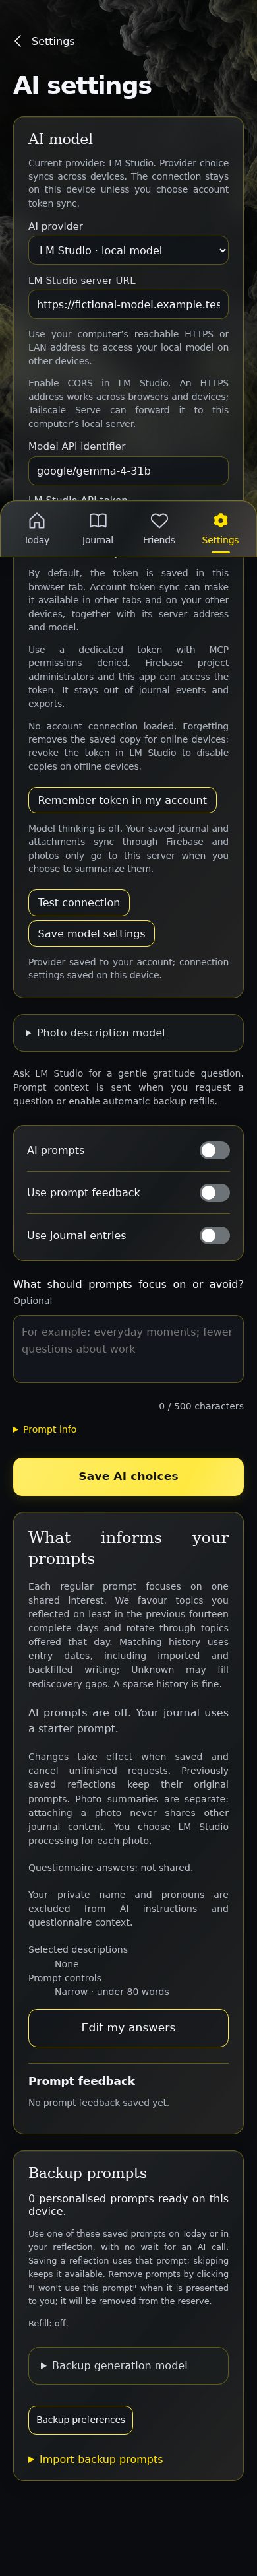 Settings
AI settings
AI model
Current provider: LM Studio. Provider choice
syncs across devices. The connection stays
on this device unless you choose account
token sync.
AI provider
LM Studio · local model
LM Studio server URL
https://fictional-model.example.tes
Use your computer's reachable HTTPS or
LAN address to access your local model on
other devices.
Enable CORS in LM Studio. An HTTPS
address works across browsers and devices;
Tailscale Serve can forward it to this
computer's local server.
Model API identifier
google/gemma-4-31b
LM Studio API token
Today
Journal
Friends
Settings
By default, the token is saved in this
browser tab. Account token sync can make
it available in other tabs and on your other
devices, together with its server address
and model.
Use a dedicated token with MCP
permissions denied. Firebase project
administrators and this app can access the
token. It stays out of journal events and
exports.
No account connection loaded. Forgetting
removes the saved copy for online devices;
revoke the token in LM Studio to disable
copies on offline devices.
Remember token in my account
Model thinking is off. Your saved journal and
attachments sync through Firebase and
photos only go to this server when you
choose to summarize them.
Test connection
Save model settings
Provider saved to your account; connection
settings saved on this device.
Photo description model
Ask LM Studio for a gentle gratitude question.
Prompt context is sent when you request a
question or enable automatic backup refills.
AI prompts
Use prompt feedback
Use journal entries
What should prompts focus on or avoid?
Optional
For example: everyday moments; fewer
questions about work
0 / 500 characters
Prompt info
Save AI choices
What informs your
prompts
Each regular prompt focuses on one
shared interest. We favour topics you
reflected on least in the previous fourteen
complete days and rotate through topics
offered that day. Matching history uses
entry dates, including imported and
backfilled writing; Unknown may fill
rediscovery gaps. A sparse history is fine.
AI prompts are off. Your journal uses
a starter prompt.
Changes take effect when saved and
cancel unfinished requests. Previously
saved reflections keep their original
prompts. Photo summaries are separate:
attaching a photo never shares other
journal content. You choose LM Studio
processing for each photo.
Questionnaire answers: not shared.
Your private name and pronouns are
excluded from AI instructions and
questionnaire context.
Selected descriptions
None
Prompt controls
Narrow · under 80 words
Edit my answers
Prompt feedback
No prompt feedback saved yet.
Backup prompts
0 personalised prompts ready on this
device.
Use one of these saved prompts on Today or in
your reflection, with no wait for an AI call.
Saving a reflection uses that prompt; skipping
keeps it available. Remove prompts by clicking
"I won't use this prompt" when it is presented
to you; it will be removed from the reserve.
Refill: off.
Backup generation model
Backup preferences
Import backup prompts